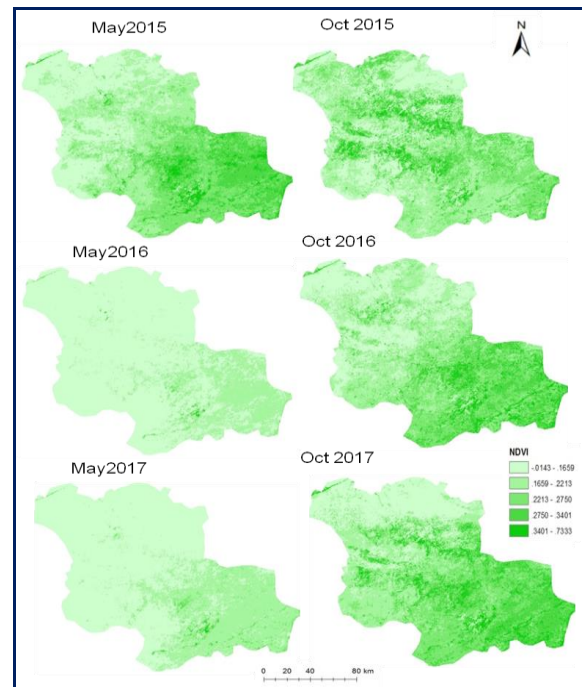 May2015
Oct 2015
N
May2016
Oct 2016
May2017
Oct 2017
NDVI
-.0143 - .1659
.1659 - .2213
.2213 - .2750
.2750 - .3401
.3401 - .7333
0 20 40 80 km